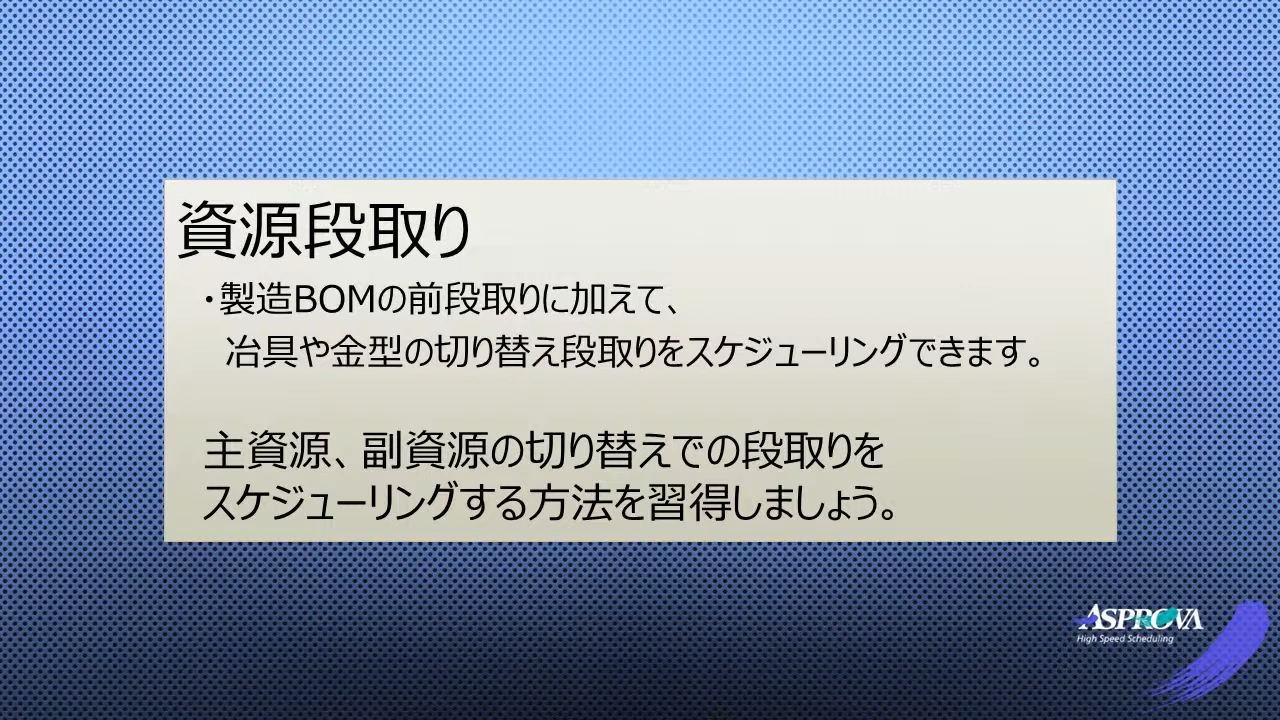 資源段取り
・製造BOMの前段取りに加えて、
冶具や金型の切り替え段取りをスケジューリングできます。
主資源、副資源の切り替えでの段取りを
スケジューリングする方法を習得しましょう。
ASPROVA
High Speed Scheduling